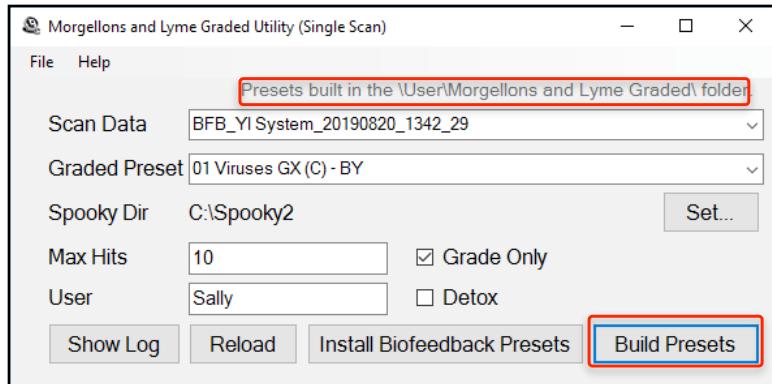 Morgellons and Lyme Graded Utility (Single Scan)
File Help
Presets built in the \User\Morgellons and Lyme Graded\ folder.
Scan Data BFB_YI System_20190820_1342_29
Graded Preset 01 Viruses GX (C) - BY
Spooky Dir C:\Spooky2 Set...
Max Hits 10 Grade Only
User Sally Detox
Show Log Reload Install Biofeedback Presets Build Presets